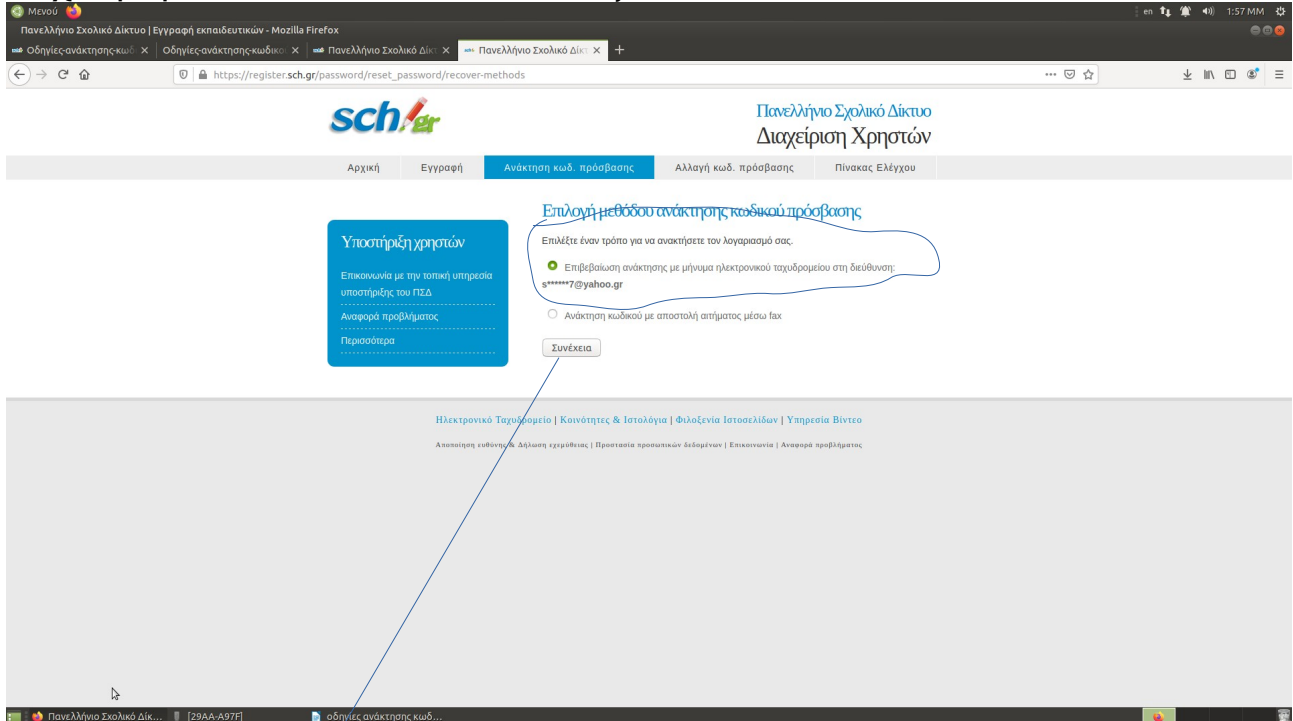 Μενού
en
1:57 ΜΜ
Πανελλήνιο Σχολικό Δίκτυο | Εγγραφή εκπαιδευτικών - Mozilla Firefox
Οδηγίες-ανάκτησης-κωδ
Οδηγίες-ανάκτησης-κωδικο
Πανελλήνιο Σχολικό Δίκτ
Πανελλήνιο Σχολικό Δίκτ
https://register.sch.gr/password/reset_password/recover-methods
sch.gr
Πανελλήνιο Σχολικό Δίκτυο
Διαχείριση Χρηστών
Αρχική
Εγγραφή
Ανάκτηση κωδ. πρόσβασης
Αλλαγή κωδ. πρόσβασης
Πίνακας Ελέγχου
Επιλογή μεθόδου ανάκτησης κωδικού πρόσβασης
Υποστήριξη χρηστών
Επικοινωνία με την τοπική υπηρεσία
υποστήριξης του ΠΣΔ
Αναφορά προβλήματος
Περισσότερα
Επιλέξτε έναν τρόπο για να ανακτήσετε τον λογαριασμό σας.
Επιβεβαίωση ανάκτησης με μήνυμα ηλεκτρονικού ταχυδρομείου στη διεύθυνση:
s******7@yahoo.gr
Ανάκτηση κωδικού με αποστολή αιτήματος μέσω fax
Συνέχεια
Ηλεκτρονικό Ταχυδρομείο | Κοινότητες & Ιστολόγια | Φιλοξενία Ιστοσελίδων | Υπηρεσία Βίντεο
Αποποίηση ευθύνης & Δήλωση εχεμύθειας | Προστασία προσωπικών δεδομένων | Επικοινωνία | Αναφορά προβλήματος
Πανελλήνιο Σχολικό Δίκ...
[29AA-A97F]
οδηγίες ανάκτησης κωδ...